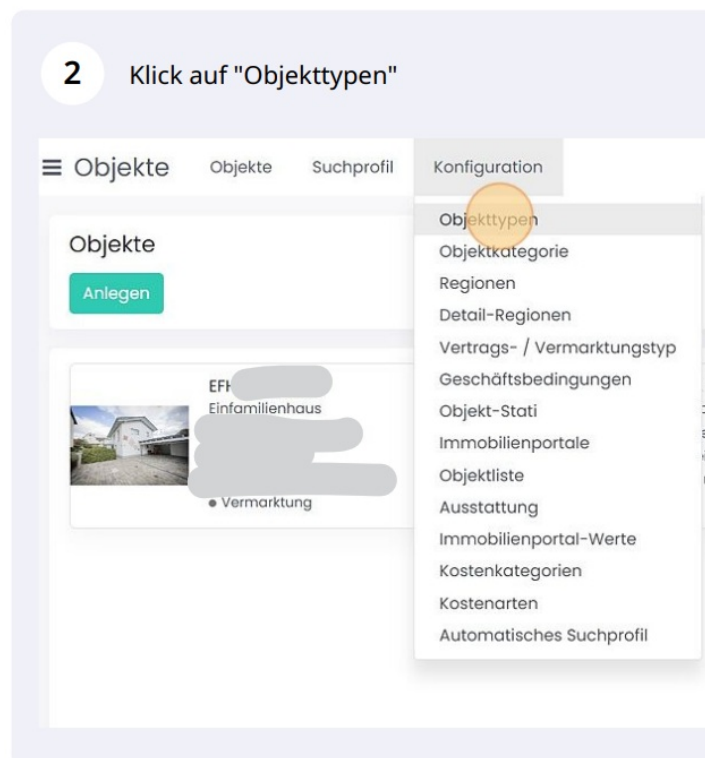 2 Klick auf "Objekttypen"
Objekte Objekte Suchprofil Konfiguration
Objekte
Anlegen
EFH
Einfamilienhaus
Vermarktung
Objekttypen
Objektkategorie
Regionen
Detail-Regionen
Vertrags- / Vermarktungstyp
Geschäftsbedingungen
Objekt-Stati
Immobilienportale
Objektliste
Ausstattung
Immobilienportal-Werte
Kostenkategorien
Kostenarten
Automatisches Suchprofil